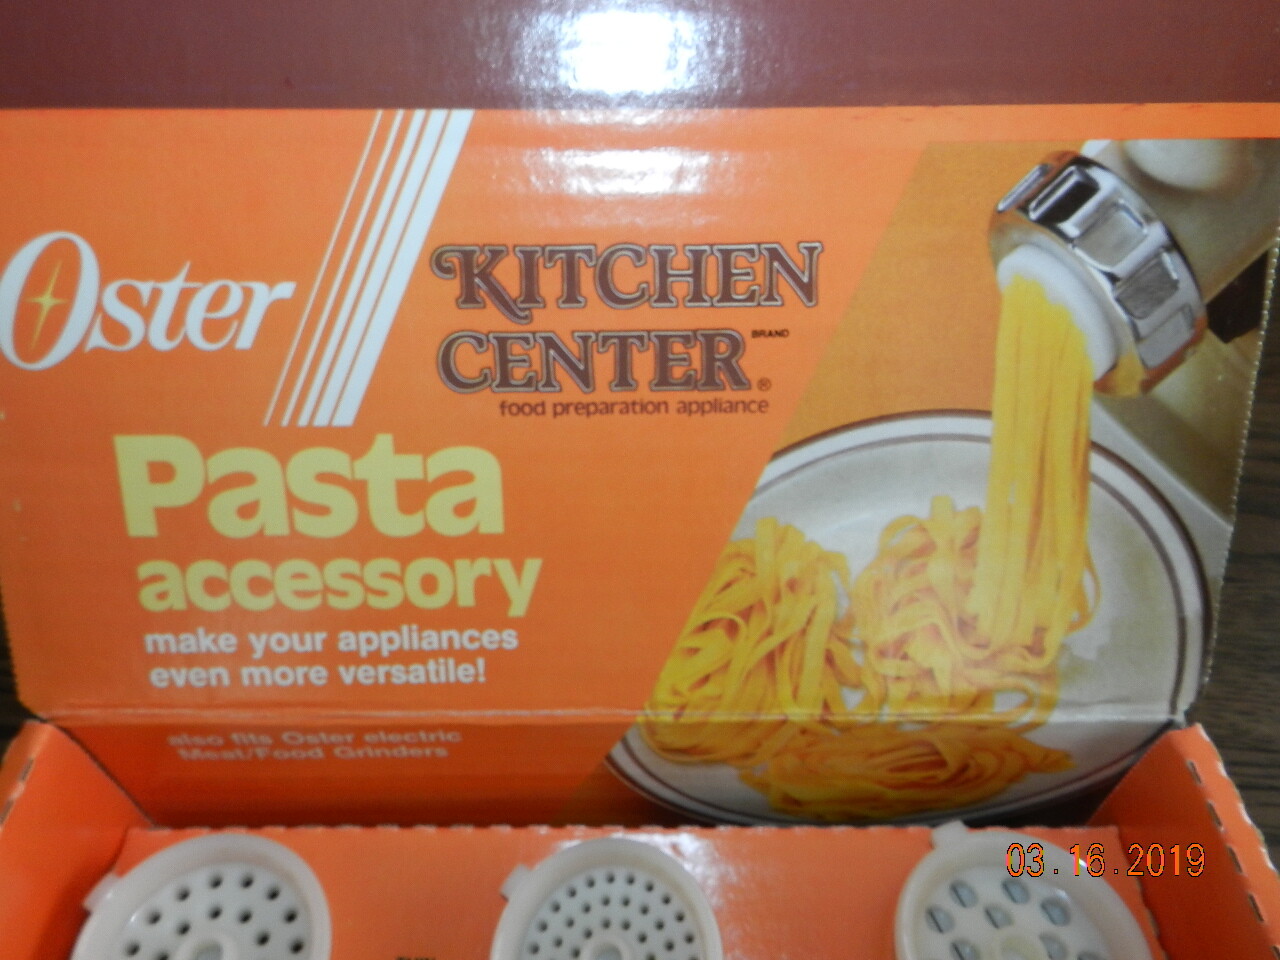 Oster
KITCHEN
CENTER BRAND ®
food preparation appliance
Pasta
accessory
make your appliances
even more versatile!
also fits Oster electric
Meat/Food Grinders
03.16.2019